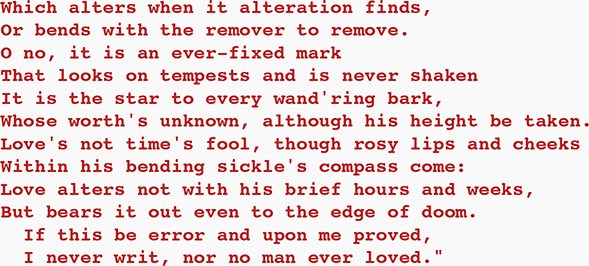 Which alters when it alteration finds,
Or bends with the remover to remove.
O no, it is an ever-fixed mark
That looks on tempests and is never shaken
It is the star to every wand'ring bark,
Whose worth's unknown, although his height be taken.
Love's not time's fool, though rosy lips and cheeks
Within his bending sickle's compass come:
Love alters not with his brief hours and weeks,
But bears it out even to the edge of doom.
If this be error and upon me proved,
I never writ, nor no man ever loved."